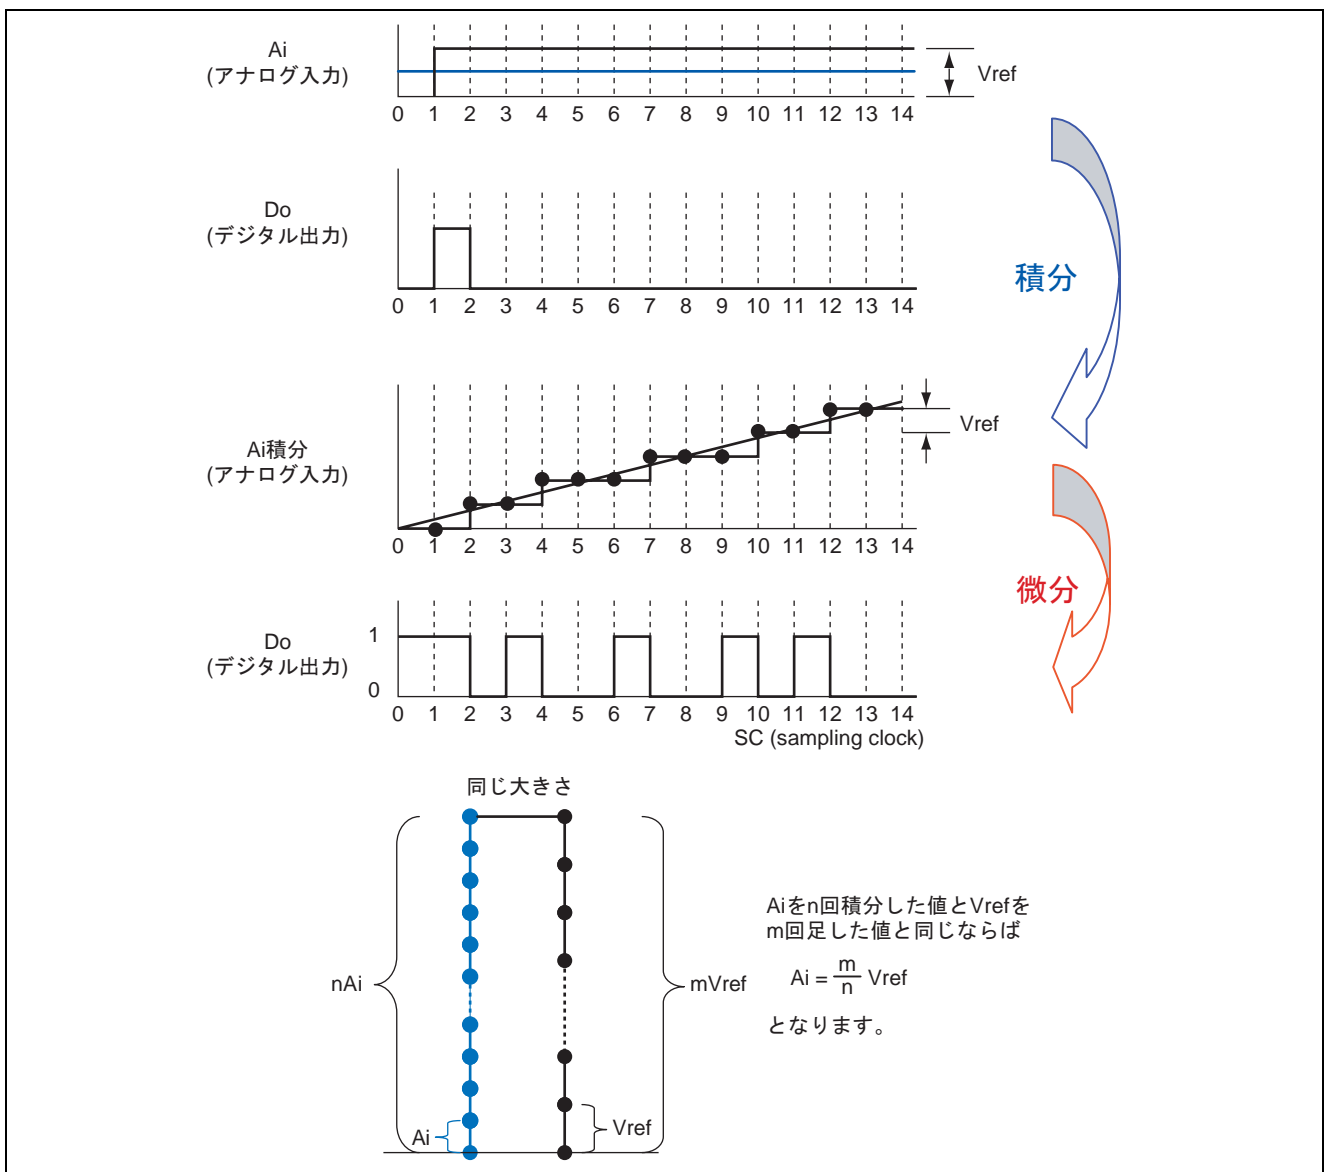 Ai
(アナログ入力)
Vref
0 1 2 3 4 5 6 7 8 9 10 11 12 13 14
Do
(デジタル出力)
0 1 2 3 4 5 6 7 8 9 10 11 12 13 14
積分
Ai積分
(アナログ入力)
Vref
0 1 2 3 4 5 6 7 8 9 10 11 12 13 14
微分
Do
(デジタル出力)
1
0
0 1 2 3 4 5 6 7 8 9 10 11 12 13 14
SC (sampling clock)
同じ大きさ
nAi
mVref
Ai
Vref
Aiをn回積分した値とVrefを
m回足した値と同じならば
Ai = m/n Vref
となります。